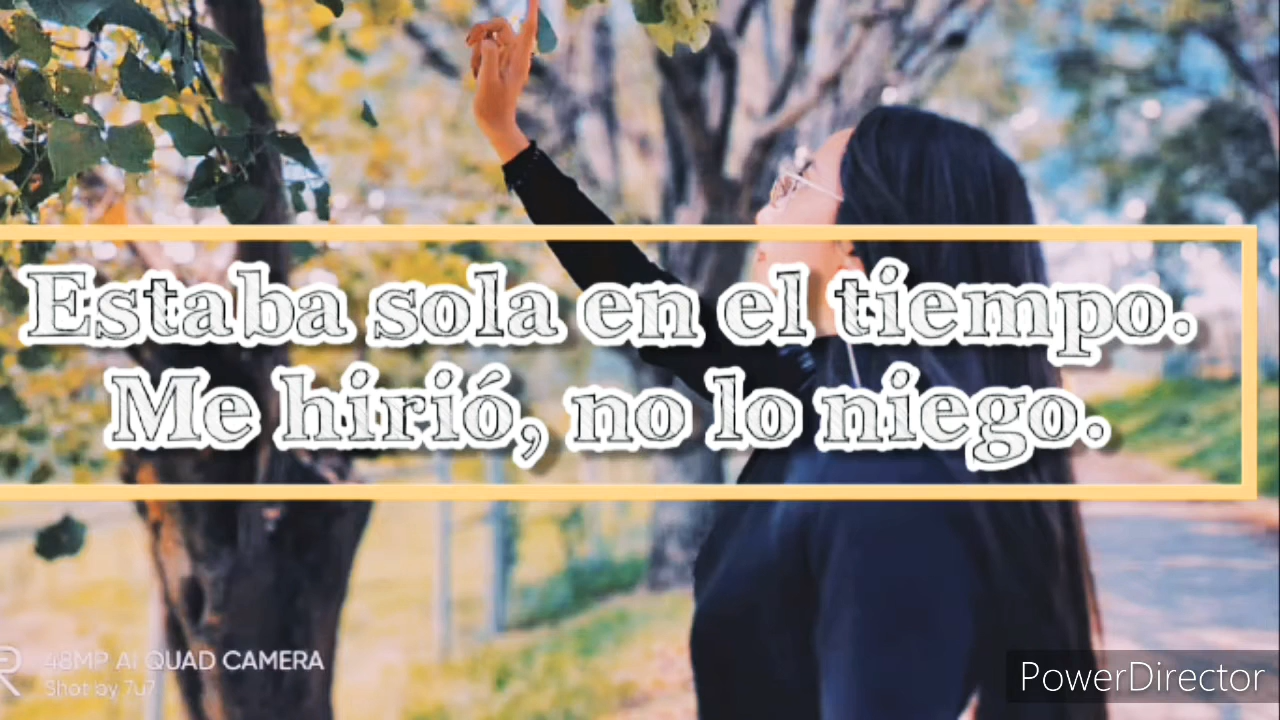 Estaba sola en el tiempo.
Me hirió, no lo niego.
48MP AI QUAD CAMERA
Shot by 7u7
PowerDirector